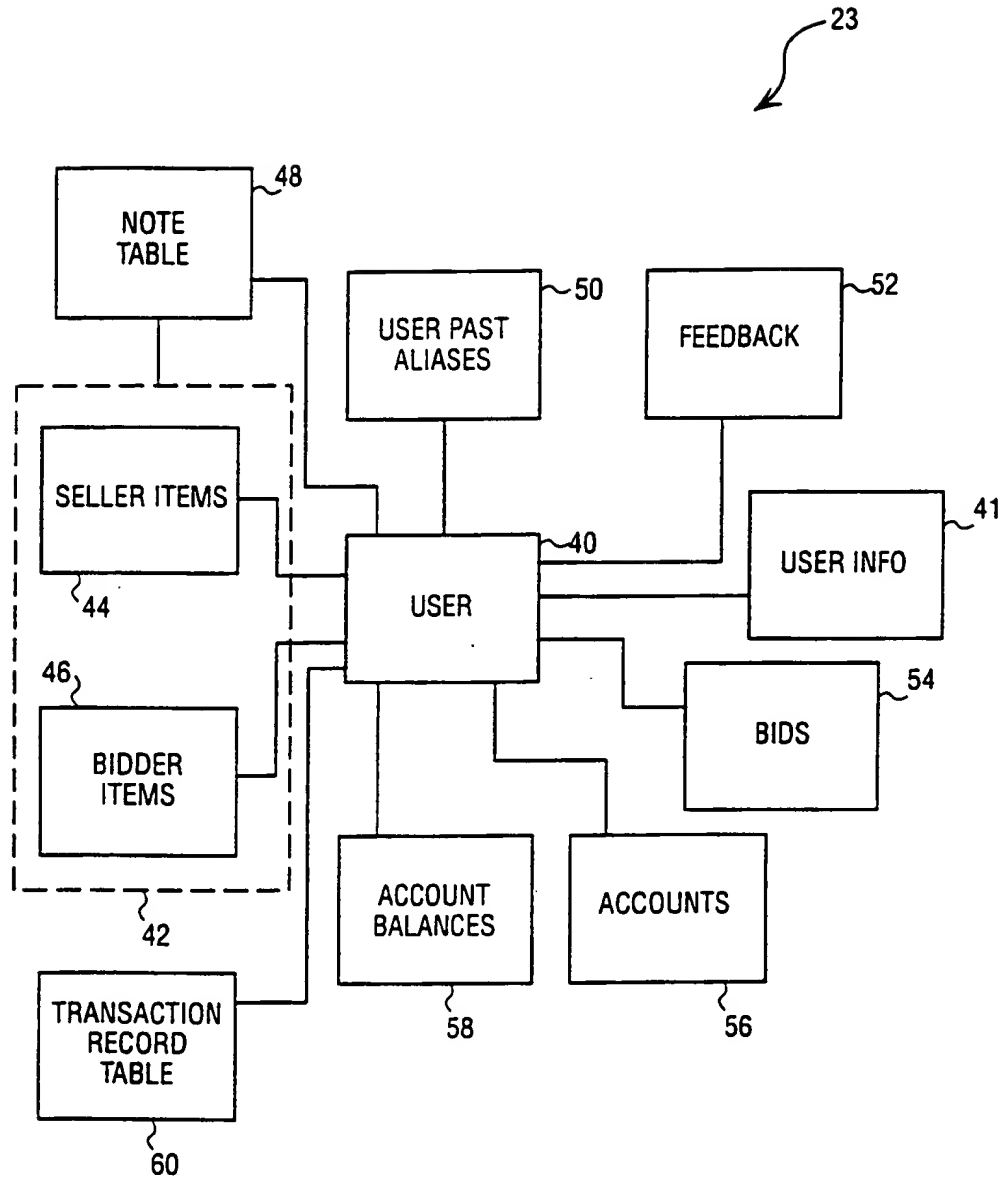 23
48
NOTE
TABLE
50
USER PAST
ALIASES
52
FEEDBACK
SELLER ITEMS
44
40
USER
41
USER INFO
46
BIDDER
ITEMS
54
BIDS
42
ACCOUNT
BALANCES
58
ACCOUNTS
56
TRANSACTION
RECORD
TABLE
60